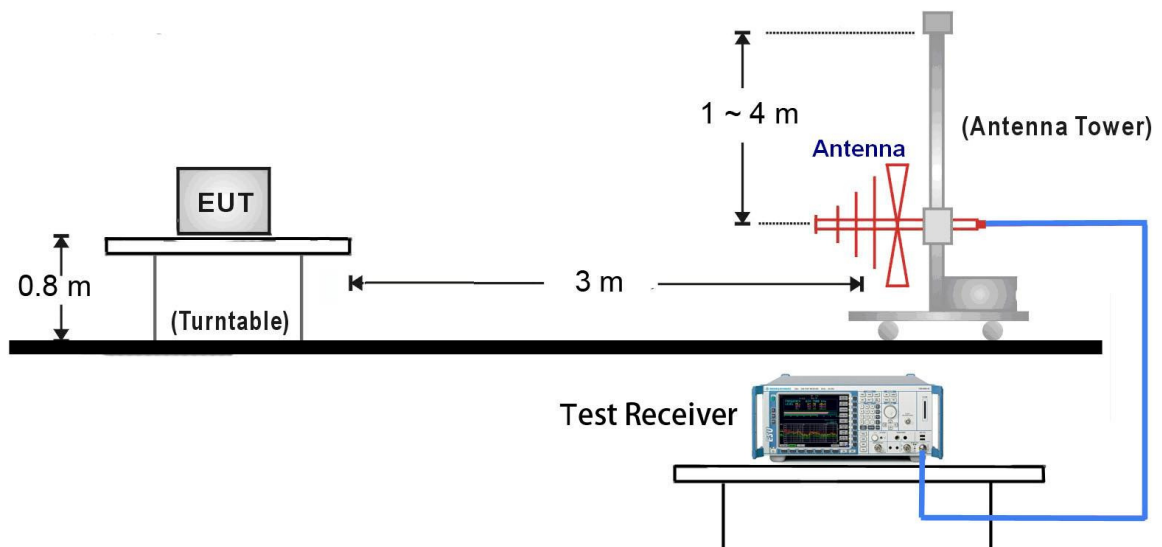 1 ~ 4 m
(Antenna Tower)
Antenna
EUT
0.8 m
3 m
(Turntable)
Test Receiver